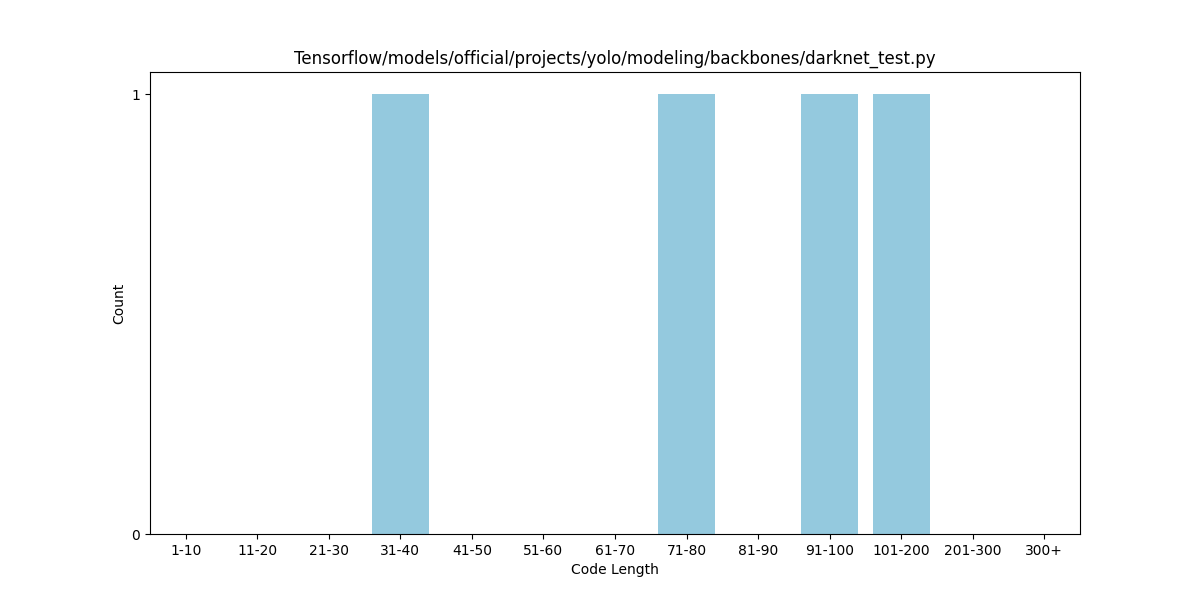 Tensorflow/models/official/projects/yolo/modeling/backbones/darknet_test.py
1
Count
0
1-10 11-20 21-30 31-40 41-50 51-60 61-70 71-80 81-90 91-100 101-200 201-300 300+
Code Length